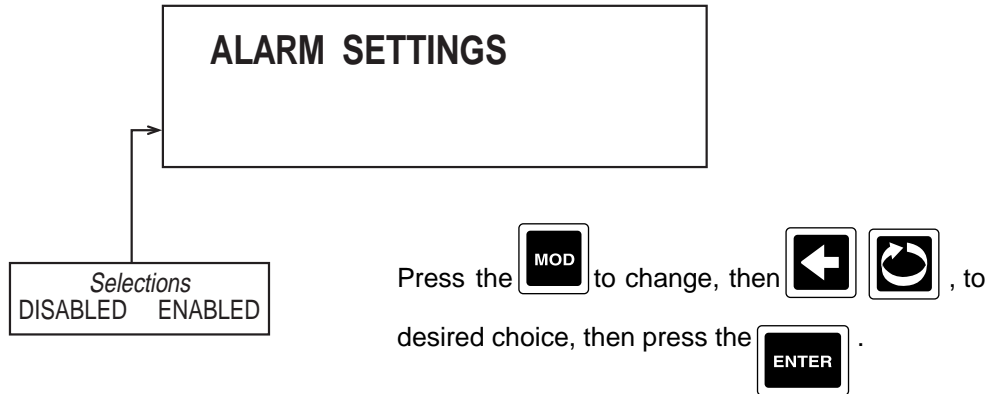 ALARM SETTINGS
Selections
DISABLED ENABLED
Press the MOD to change, then , to
desired choice, then press the ENTER .